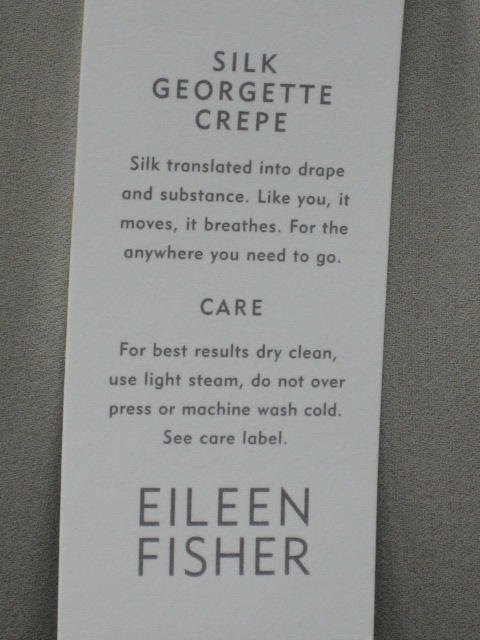 SILK
GEORGETTE
CREPE
Silk translated into drape
and substance. Like you, it
moves, it breathes. For the
anywhere you need to go.
CARE
For best results dry clean,
use light steam, do not over
press or machine wash cold.
See care label.
EILEEN
FISHER